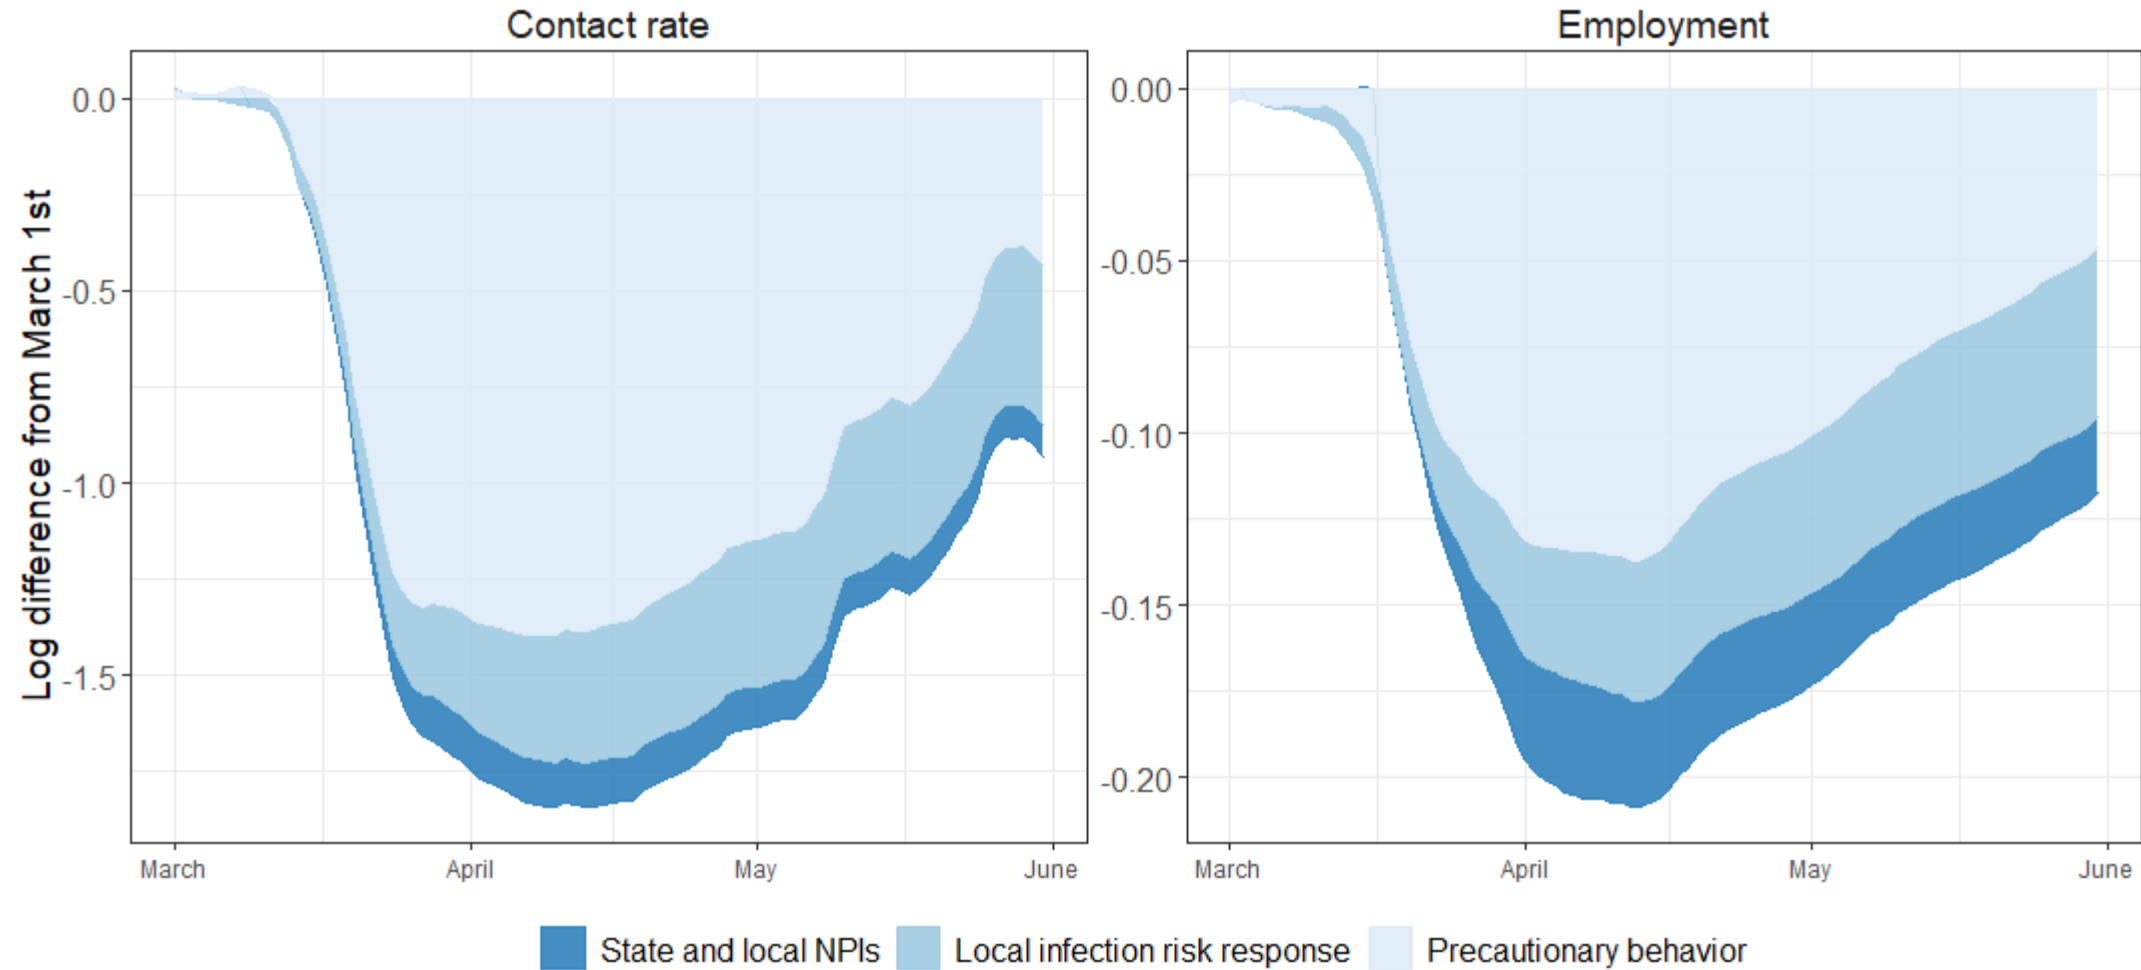 Contact rate
Employment
Log difference from March 1st
0.0
-0.5
-1.0
-1.5
March April May June
0.00
-0.05
-0.10
-0.15
-0.20
March April May June
State and local NPIs Local infection risk response Precautionary behavior